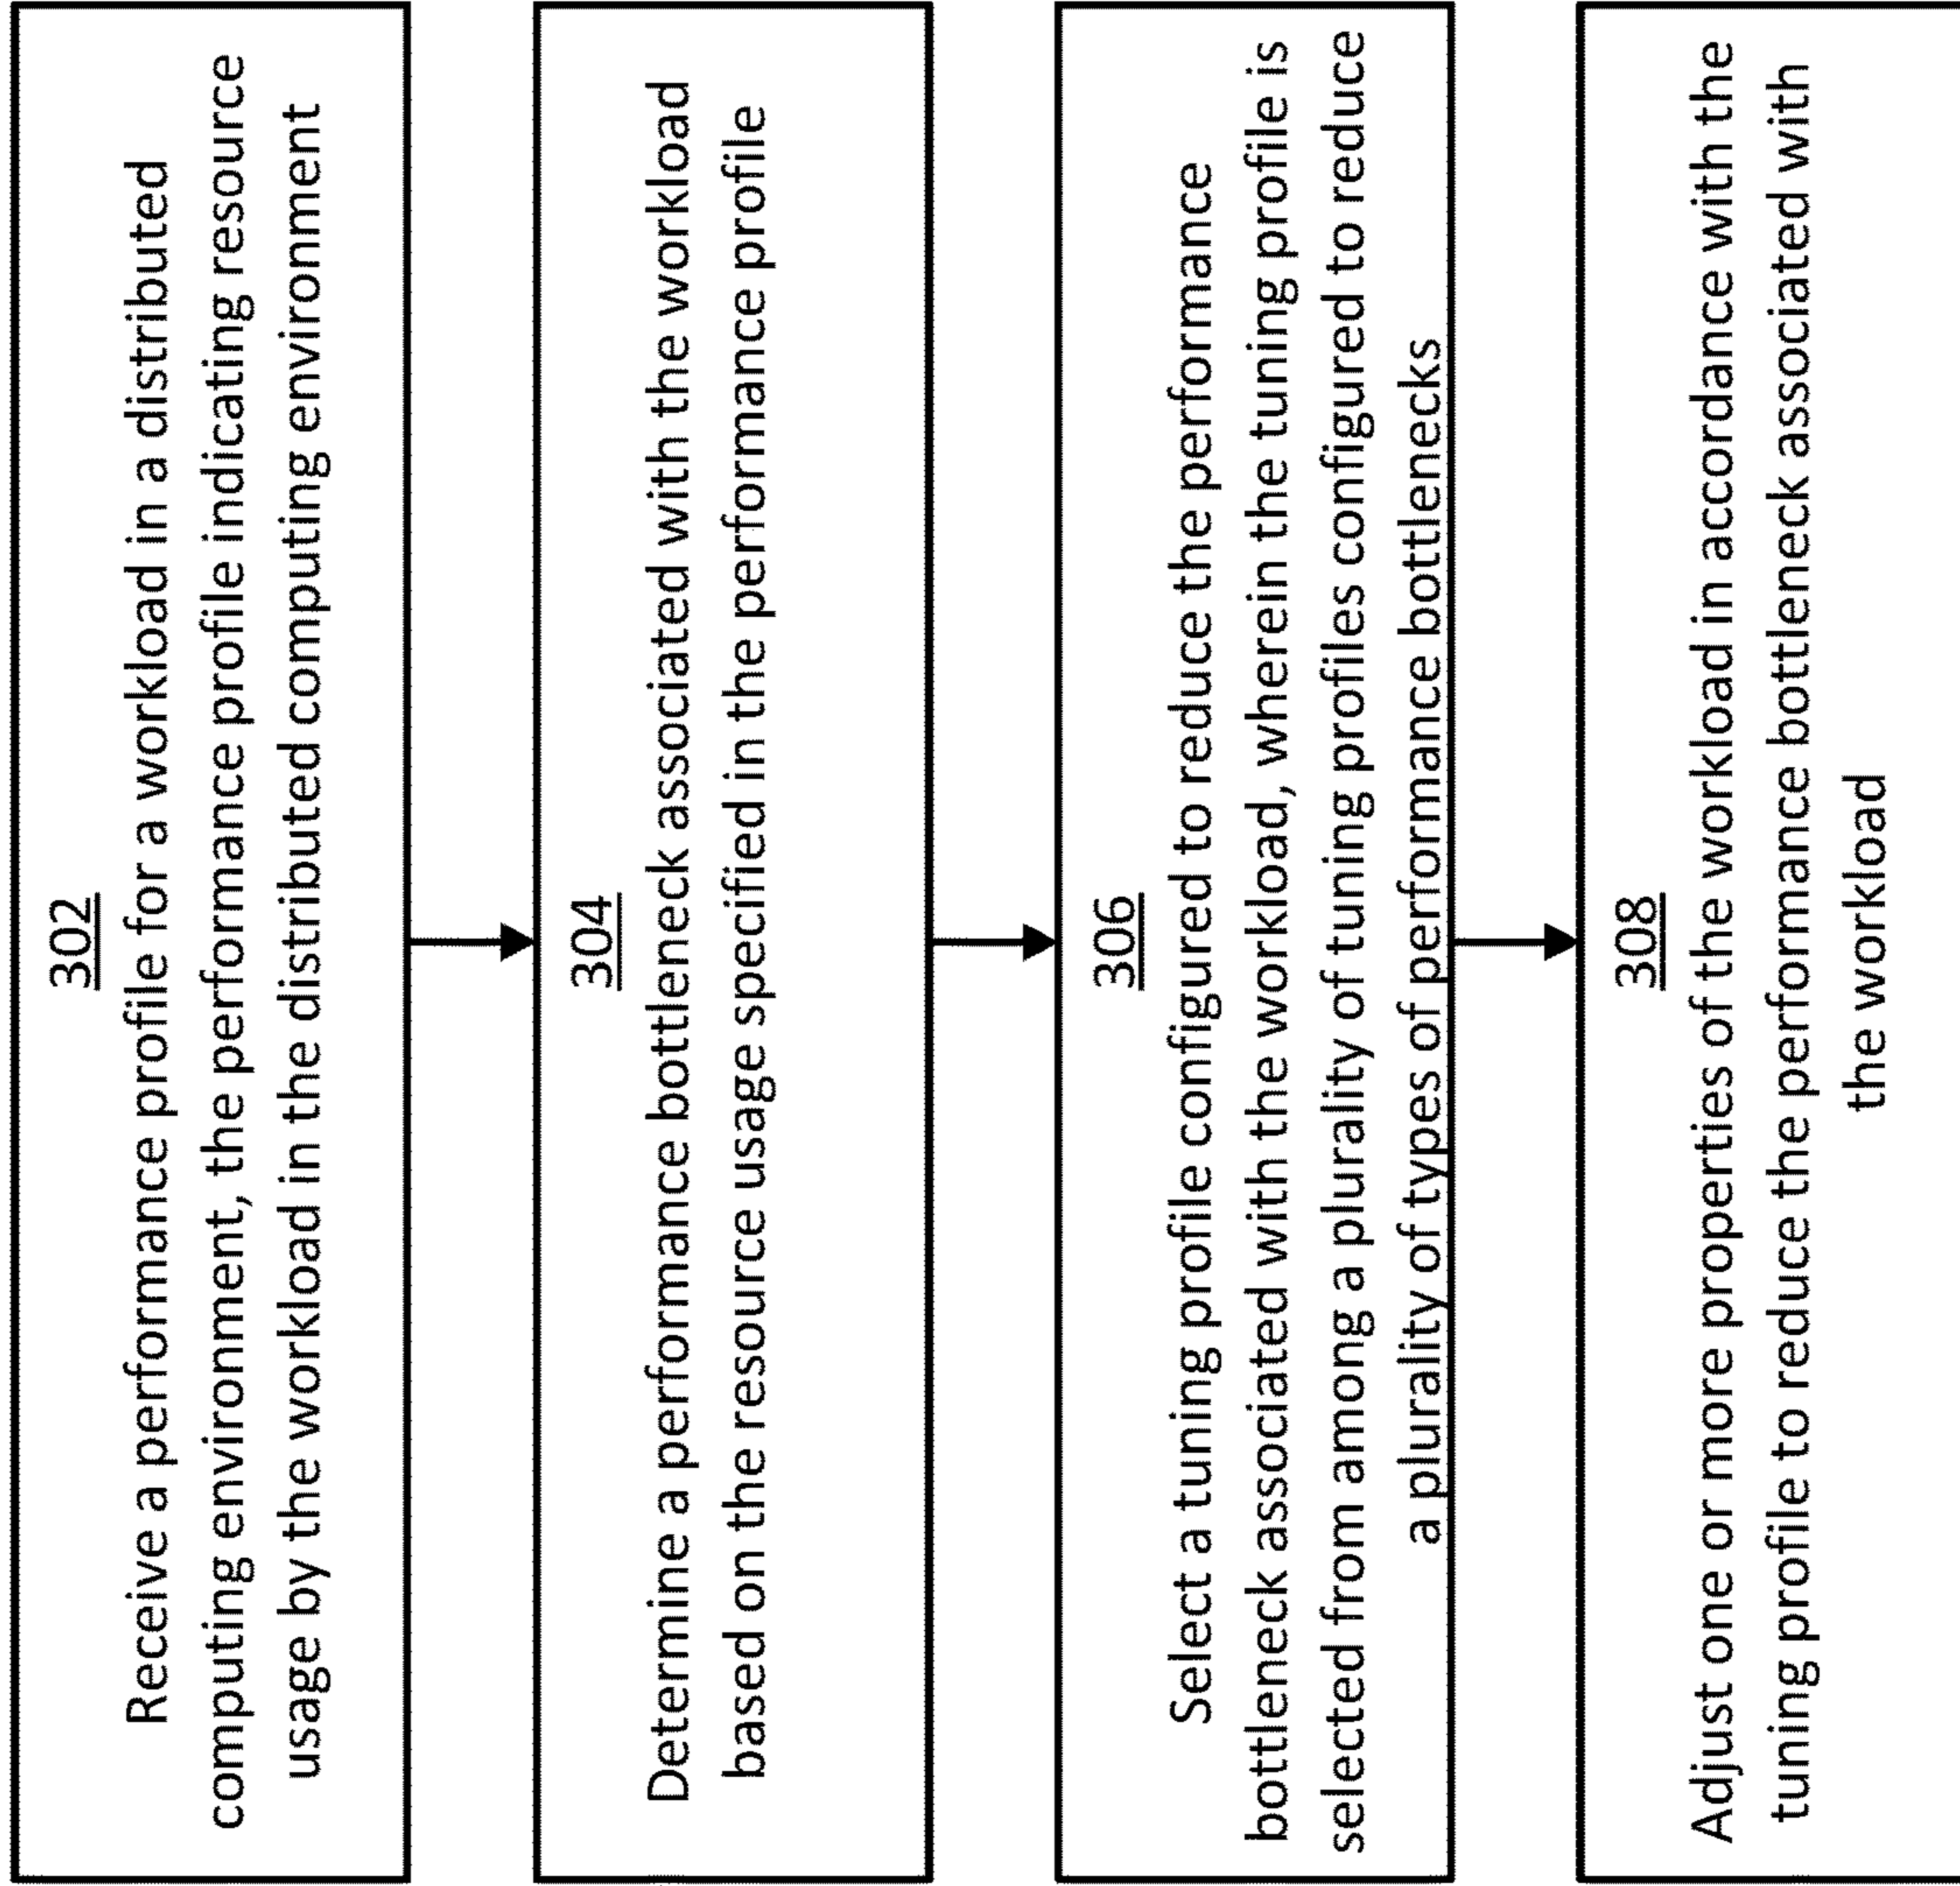 302
Receive a performance profile for a workload in a distributed
computing environment, the performance profile indicating resource
usage by the workload in the distributed computing environment
304
Determine a performance bottleneck associated with the workload
based on the resource usage specified in the performance profile
306
Select a tuning profile configured to reduce the performance
bottleneck associated with the workload, wherein the tuning profile is
selected from among a plurality of tuning profiles configured to reduce
a plurality of types of performance bottlenecks
308
Adjust one or more properties of the workload in accordance with the
tuning profile to reduce the performance bottleneck associated with
the workload